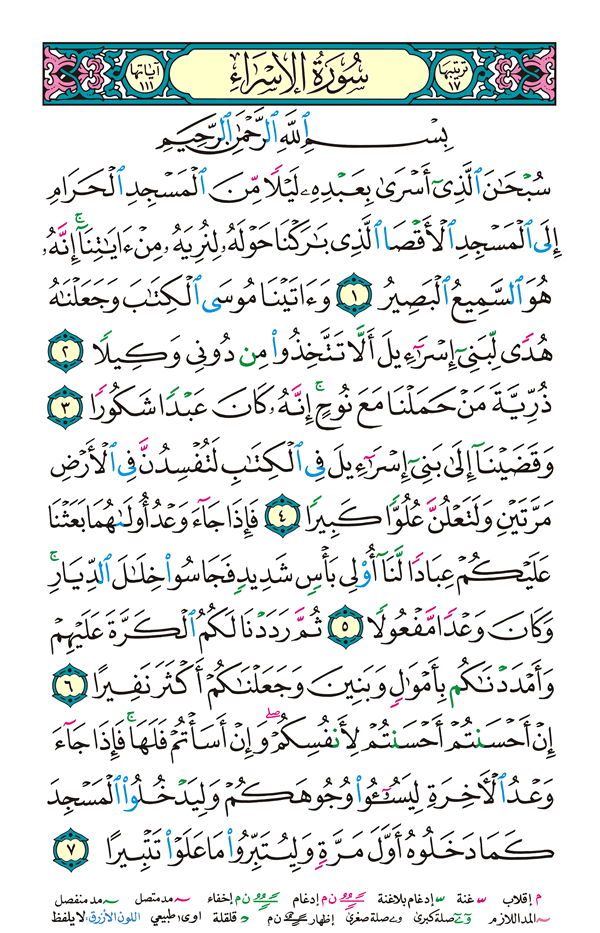 ترتيبها ١٧ سُورَةُ الإِسْرَاءِ آياتها ١١١
بِسْمِ ٱللَّهِ ٱلرَّحْمَٰنِ ٱلرَّحِيمِ
سُبْحَٰنَ ٱلَّذِىٓ أَسْرَىٰ بِعَبْدِهِۦ لَيْلًا مِّنَ ٱلْمَسْجِدِ ٱلْحَرَامِ
إِلَى ٱلْمَسْجِدِ ٱلْأَقْصَا ٱلَّذِى بَٰرَكْنَا حَوْلَهُۥ لِنُرِيَهُۥ مِنْ ءَايَٰتِنَآ ۚ إِنَّهُۥ
هُوَ ٱلسَّمِيعُ ٱلْبَصِيرُ ١ وَءَاتَيْنَا مُوسَى ٱلْكِتَٰبَ وَجَعَلْنَٰهُ
هُدًى لِّبَنِىٓ إِسْرَٰٓءِيلَ أَلَّا تَتَّخِذُوا۟ مِن دُونِى وَكِيلًا ٢
ذُرِّيَّةَ مَنْ حَمَلْنَا مَعَ نُوحٍ ۚ إِنَّهُۥ كَانَ عَبْدًا شَكُورًا ٣
وَقَضَيْنَآ إِلَىٰ بَنِىٓ إِسْرَٰٓءِيلَ فِى ٱلْكِتَٰبِ لَتُفْسِدُنَّ فِى ٱلْأَرْضِ
مَرَّتَيْنِ وَلَتَعْلُنَّ عُلُوًّا كَبِيرًا ٤ فَإِذَا جَآءَ وَعْدُ أُولَىٰهُمَا بَعَثْنَا
عَلَيْكُمْ عِبَادًا لَّنَآ أُو۟لِى بَأْسٍ شَدِيدٍ فَجَاسُوا۟ خِلَٰلَ ٱلدِّيَارِ ۚ
وَكَانَ وَعْدًا مَّفْعُولًا ٥ ثُمَّ رَدَدْنَا لَكُمُ ٱلْكَرَّةَ عَلَيْهِمْ
وَأَمْدَدْنَٰكُم بِأَمْوَٰلٍ وَبَنِينَ وَجَعَلْنَٰكُمْ أَكْثَرَ نَفِيرًا ٦
إِنْ أَحْسَنتُمْ أَحْسَنتُمْ لِأَنفُسِكُمْ ۖ وَإِنْ أَسَأْتُمْ فَلَهَا ۚ فَإِذَا جَآءَ
وَعْدُ ٱلْأَخِرَةِ لِيَسُۥٓـُٔوا۟ وُجُوهَكُمْ وَلِيَدْخُلُوا۟ ٱلْمَسْجِدَ
كَمَا دَخَلُوهُ أَوَّلَ مَرَّةٍ وَلِيُتَبِّرُوا۟ مَا عَلَوْا۟ تَتْبِيرًا ٧
م إقلاب غنة إدغام بلاغنة ن م إدغام ن م إخفاء مد متصل مد منفصل
المد اللازم صلة كبرى صلة صغرى إظهار ن م قلقلة اوى طبيعي اللون الأزرق: لا يلفظ